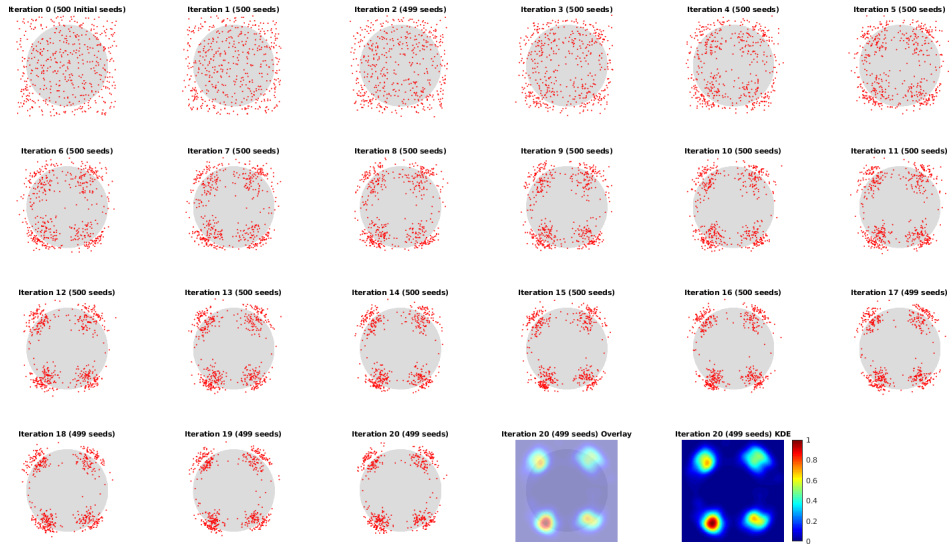 Iteration 0 (500 Initial seeds)
Iteration 1 (500 seeds)
Iteration 2 (499 seeds)
Iteration 3 (500 seeds)
Iteration 4 (500 seeds)
Iteration 5 (500 seeds)
Iteration 6 (500 seeds)
Iteration 7 (500 seeds)
Iteration 8 (500 seeds)
Iteration 9 (500 seeds)
Iteration 10 (500 seeds)
Iteration 11 (500 seeds)
Iteration 12 (500 seeds)
Iteration 13 (500 seeds)
Iteration 14 (500 seeds)
Iteration 15 (500 seeds)
Iteration 16 (500 seeds)
Iteration 17 (499 seeds)
Iteration 18 (499 seeds)
Iteration 19 (499 seeds)
Iteration 20 (499 seeds)
Iteration 20 (499 seeds) Overlay
Iteration 20 (499 seeds) KDE
1
0.8
0.6
0.4
0.2
0